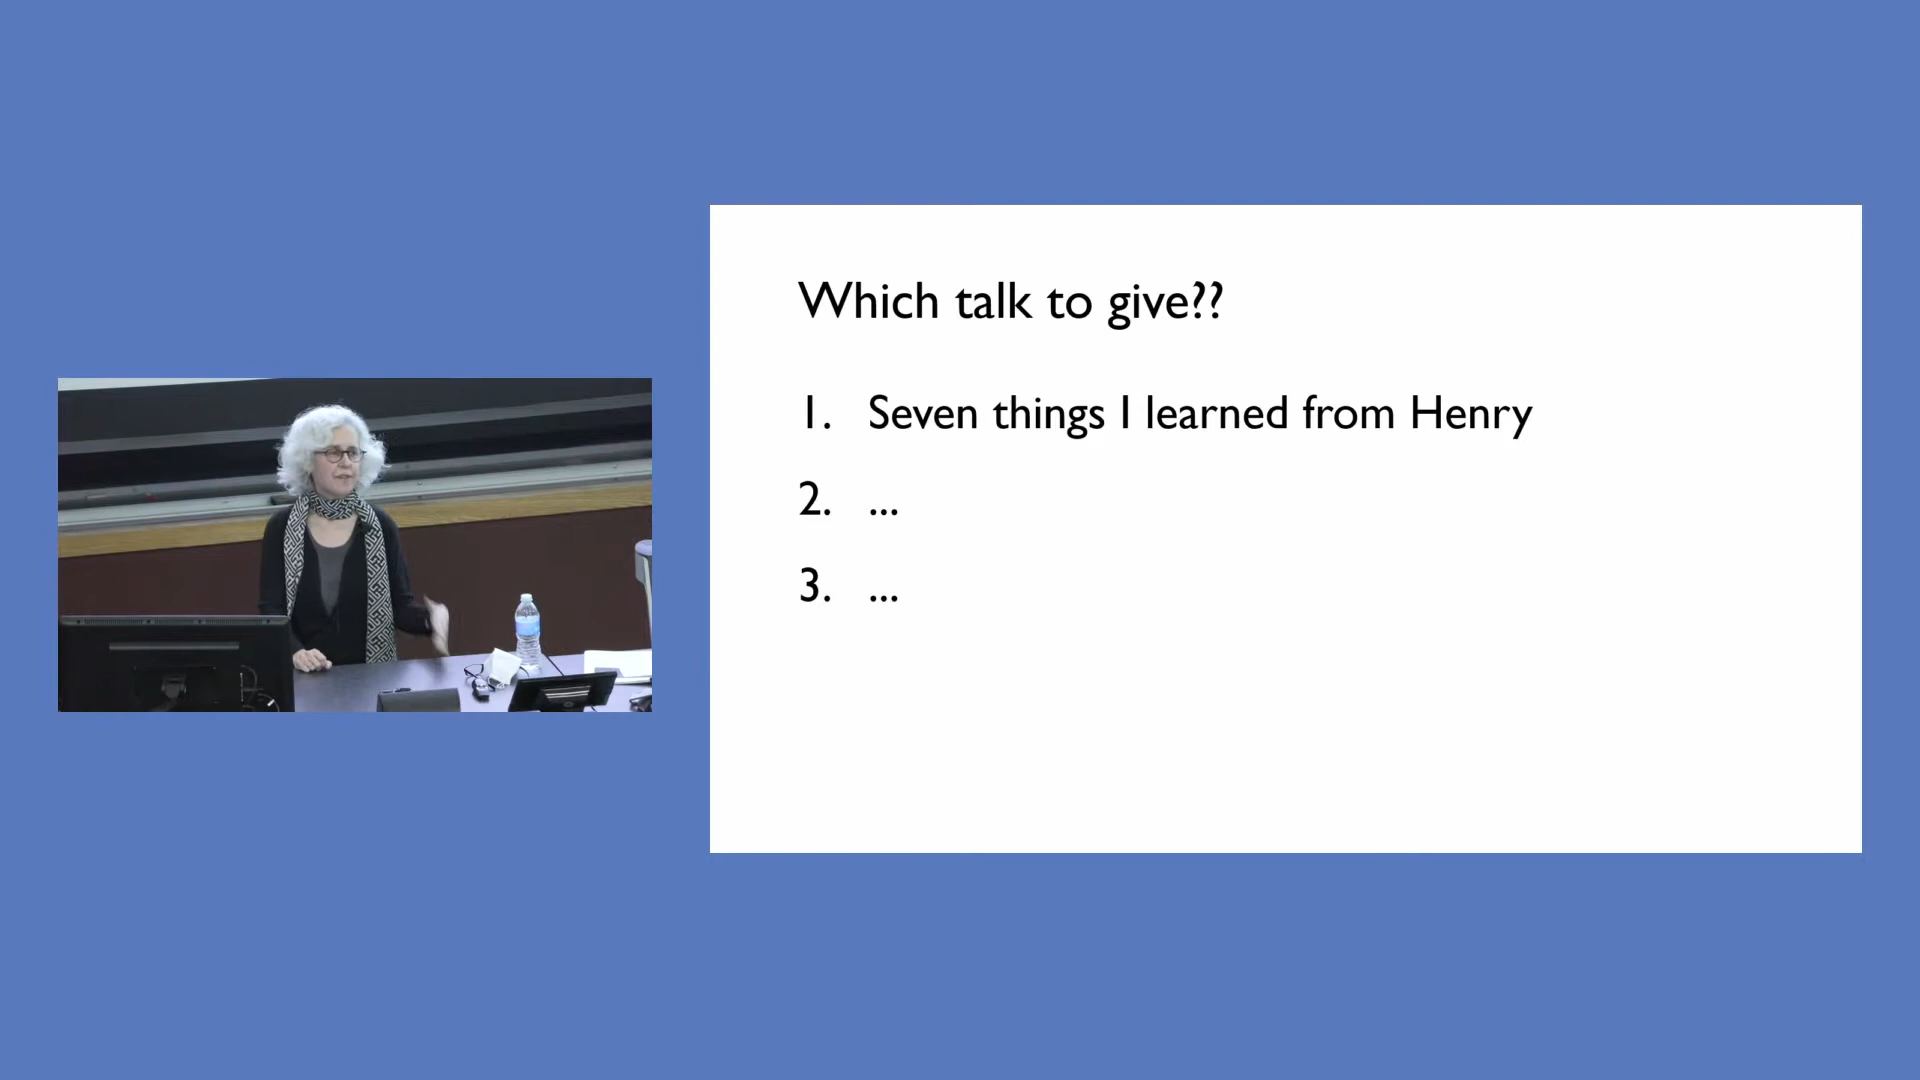 Which talk to give??
1. Seven things I learned from Henry
2. ...
3. ...